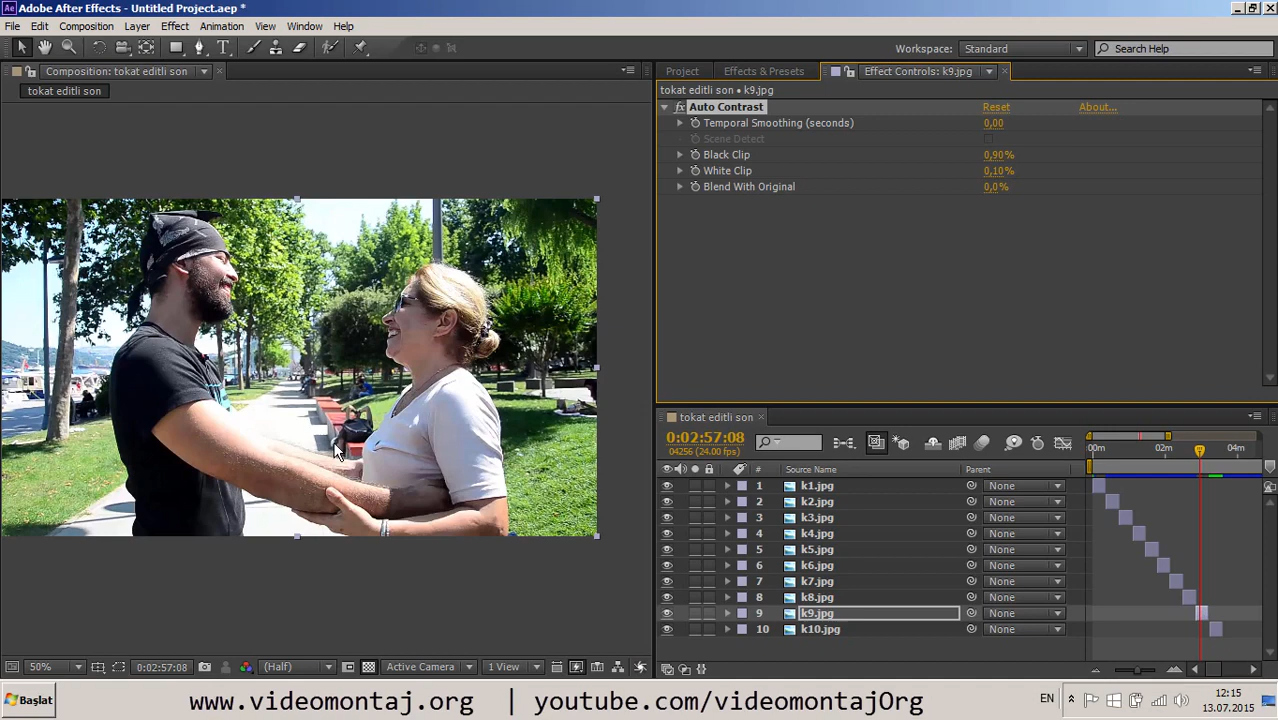 Adobe After Effects - Untitled Project.aep *
File Edit Composition Layer Effect Animation View Window Help
Workspace: Standard Search Help
Composition: tokat editli son
Project Effects & Presets Effect Controls: k9.jpg
tokat editli son
tokat editli son • k9.jpg
fx Auto Contrast Reset About...
Temporal Smoothing (seconds) 0,00
Scene Detect
Black Clip 0,90%
White Clip 0,10%
Blend With Original 0,0%
tokat editli son
0:02:57:08
04256 (24.00 fps)
00m 02m 04m
# Source Name Parent
1 k1.jpg None
2 k2.jpg None
3 k3.jpg None
4 k4.jpg None
5 k5.jpg None
6 k6.jpg None
7 k7.jpg None
8 k8.jpg None
9 k9.jpg None
10 k10.jpg None
50% 0:02:57:08 (Half) Active Camera 1 View
Başlat
www.videomontaj.org | youtube.com/videomontajOrg
EN
12:15
13.07.2015